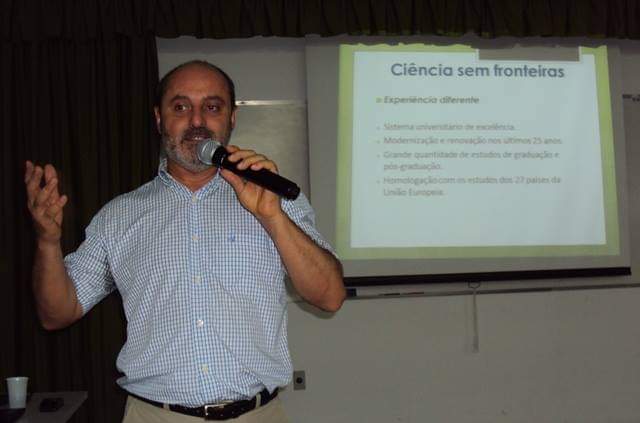 Ciência sem fronteiras
Experiência diferente
Sistema universitário de excelência.
Modernização e renovação nos últimos 25 anos.
Grande quantidade de estudos de graduação e
pós-graduação.
Homologação com os estudos dos 27 países da
União Europeia.